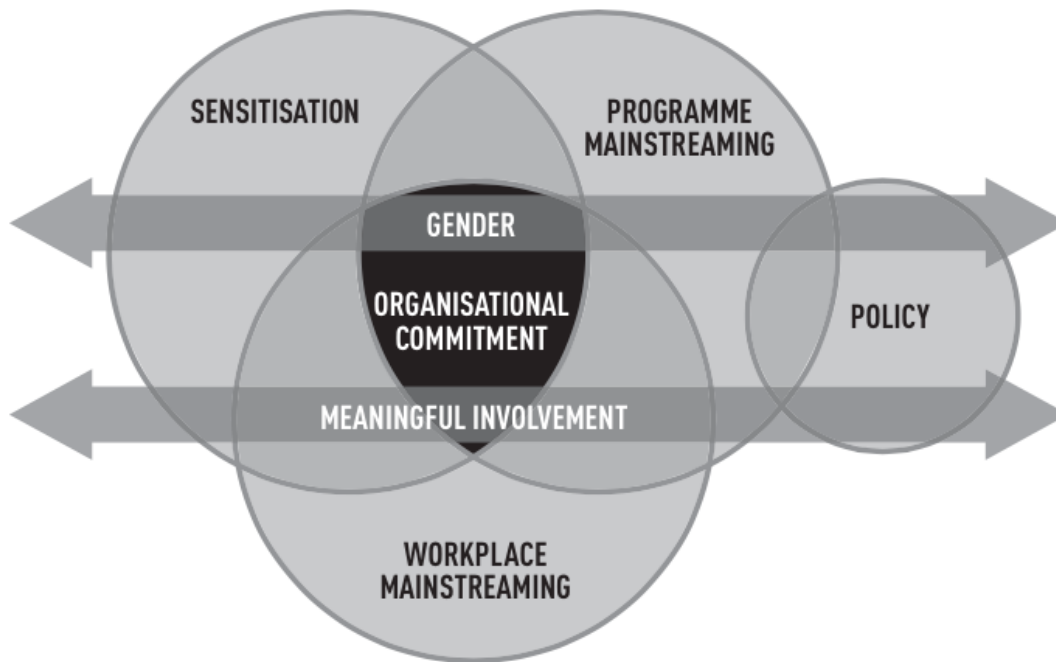 SENSITISATION
PROGRAMME
MAINSTREAMING
GENDER
ORGANISATIONAL
COMMITMENT
POLICY
MEANINGFUL INVOLVEMENT
WORKPLACE
MAINSTREAMING